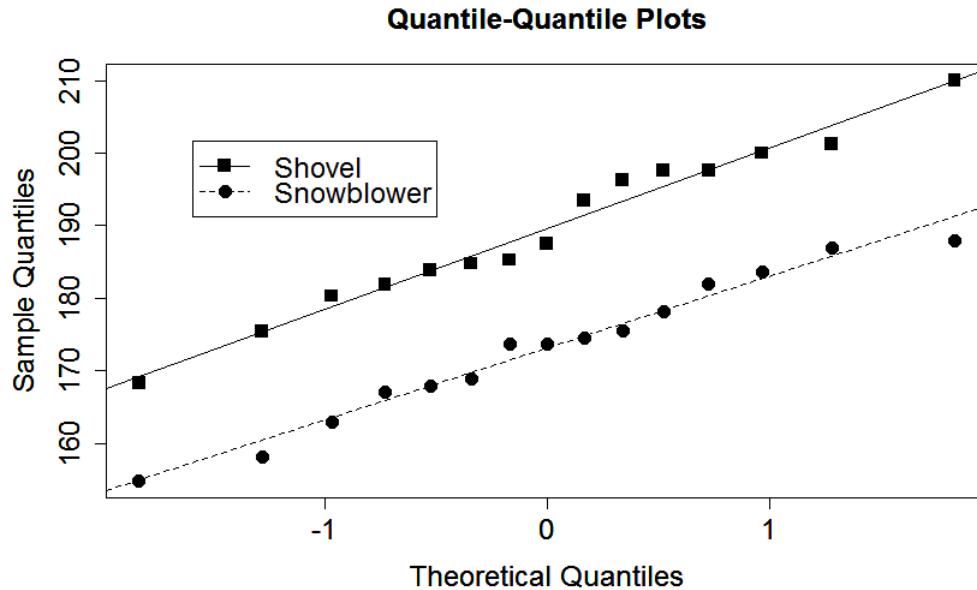 Quantile-Quantile Plots
Sample Quantiles
210
200
190
180
170
160
Shovel
Snowblower
-1
0
1
Theoretical Quantiles